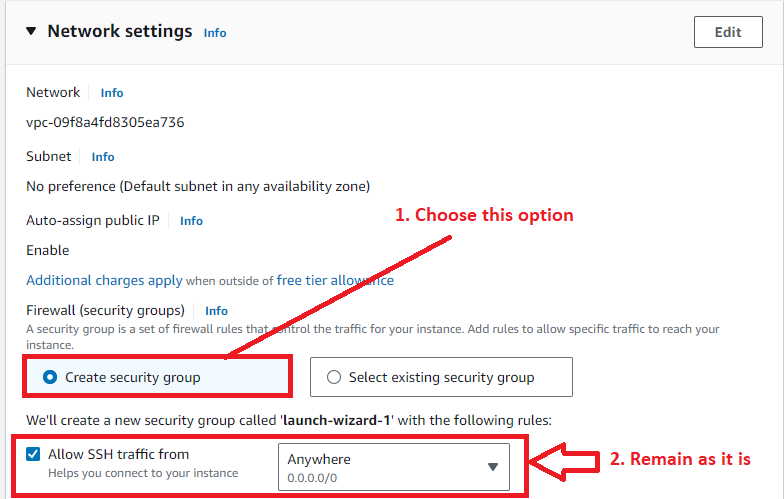 Network settings Info
Edit
Network Info
vpc-09f8a4fd8305ea736
Subnet Info
No preference (Default subnet in any availability zone)
1. Choose this option
Auto-assign public IP Info
Enable
Additional charges apply when outside of free tier allowance
Firewall (security groups) Info
A security group is a set of firewall rules that control the traffic for your instance. Add rules to allow specific traffic to reach your
instance.
Create security group
Select existing security group
We'll create a new security group called 'launch-wizard-1' with the following rules:
Allow SSH traffic from
Helps you connect to your instance
Anywhere
0.0.0.0/0
2. Remain as it is